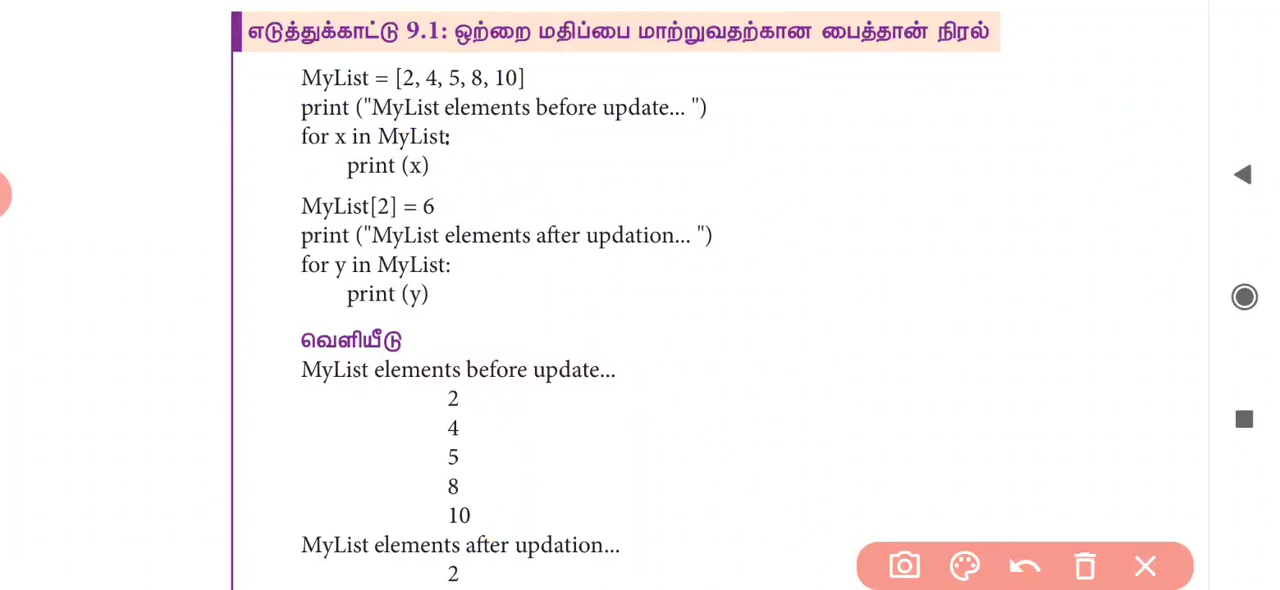 எடுத்துக்காட்டு 9.1: ஒற்றை மதிப்பை மாற்றுவதற்கான பைத்தான் நிரல்
MyList = [2, 4, 5, 8, 10]
print ("MyList elements before update... ")
for x in MyList:
print (x)
MyList[2] = 6
print ("MyList elements after updation... ")
for y in MyList:
print (y)
வெளியீடு
MyList elements before update...
2
4
5
8
10
MyList elements after updation...
2